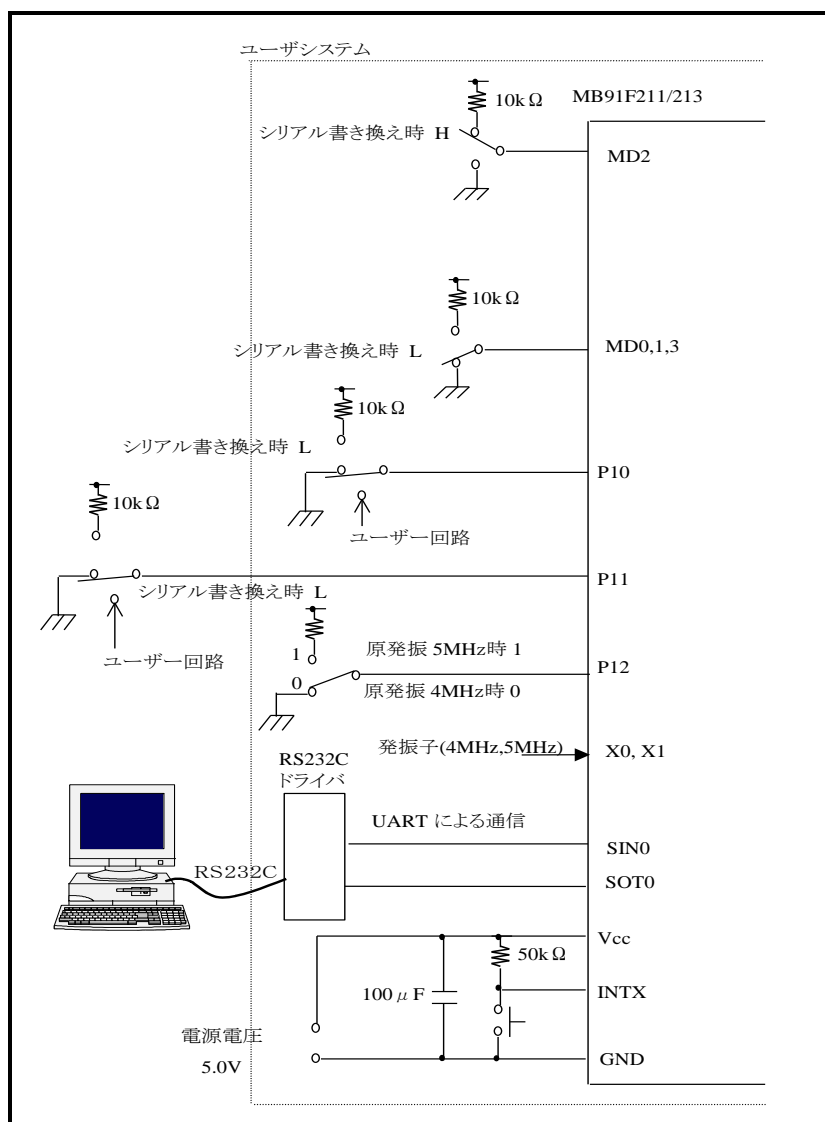 ユーザシステム
10kΩ
MB91F211/213
シリアル書き換え時 H
MD2
10kΩ
シリアル書き換え時 L
MD0,1,3
10kΩ
シリアル書き換え時 L
P10
10kΩ
ユーザー回路
シリアル書き換え時 L
P11
ユーザー回路
1
原発振 5MHz時 1
P12
0
原発振 4MHz時 0
発振子(4MHz,5MHz)
X0, X1
RS232C
ドライバ
UART による通信
SIN0
RS232C
SOT0
Vcc
50kΩ
100μF
INTX
電源電圧
5.0V
GND